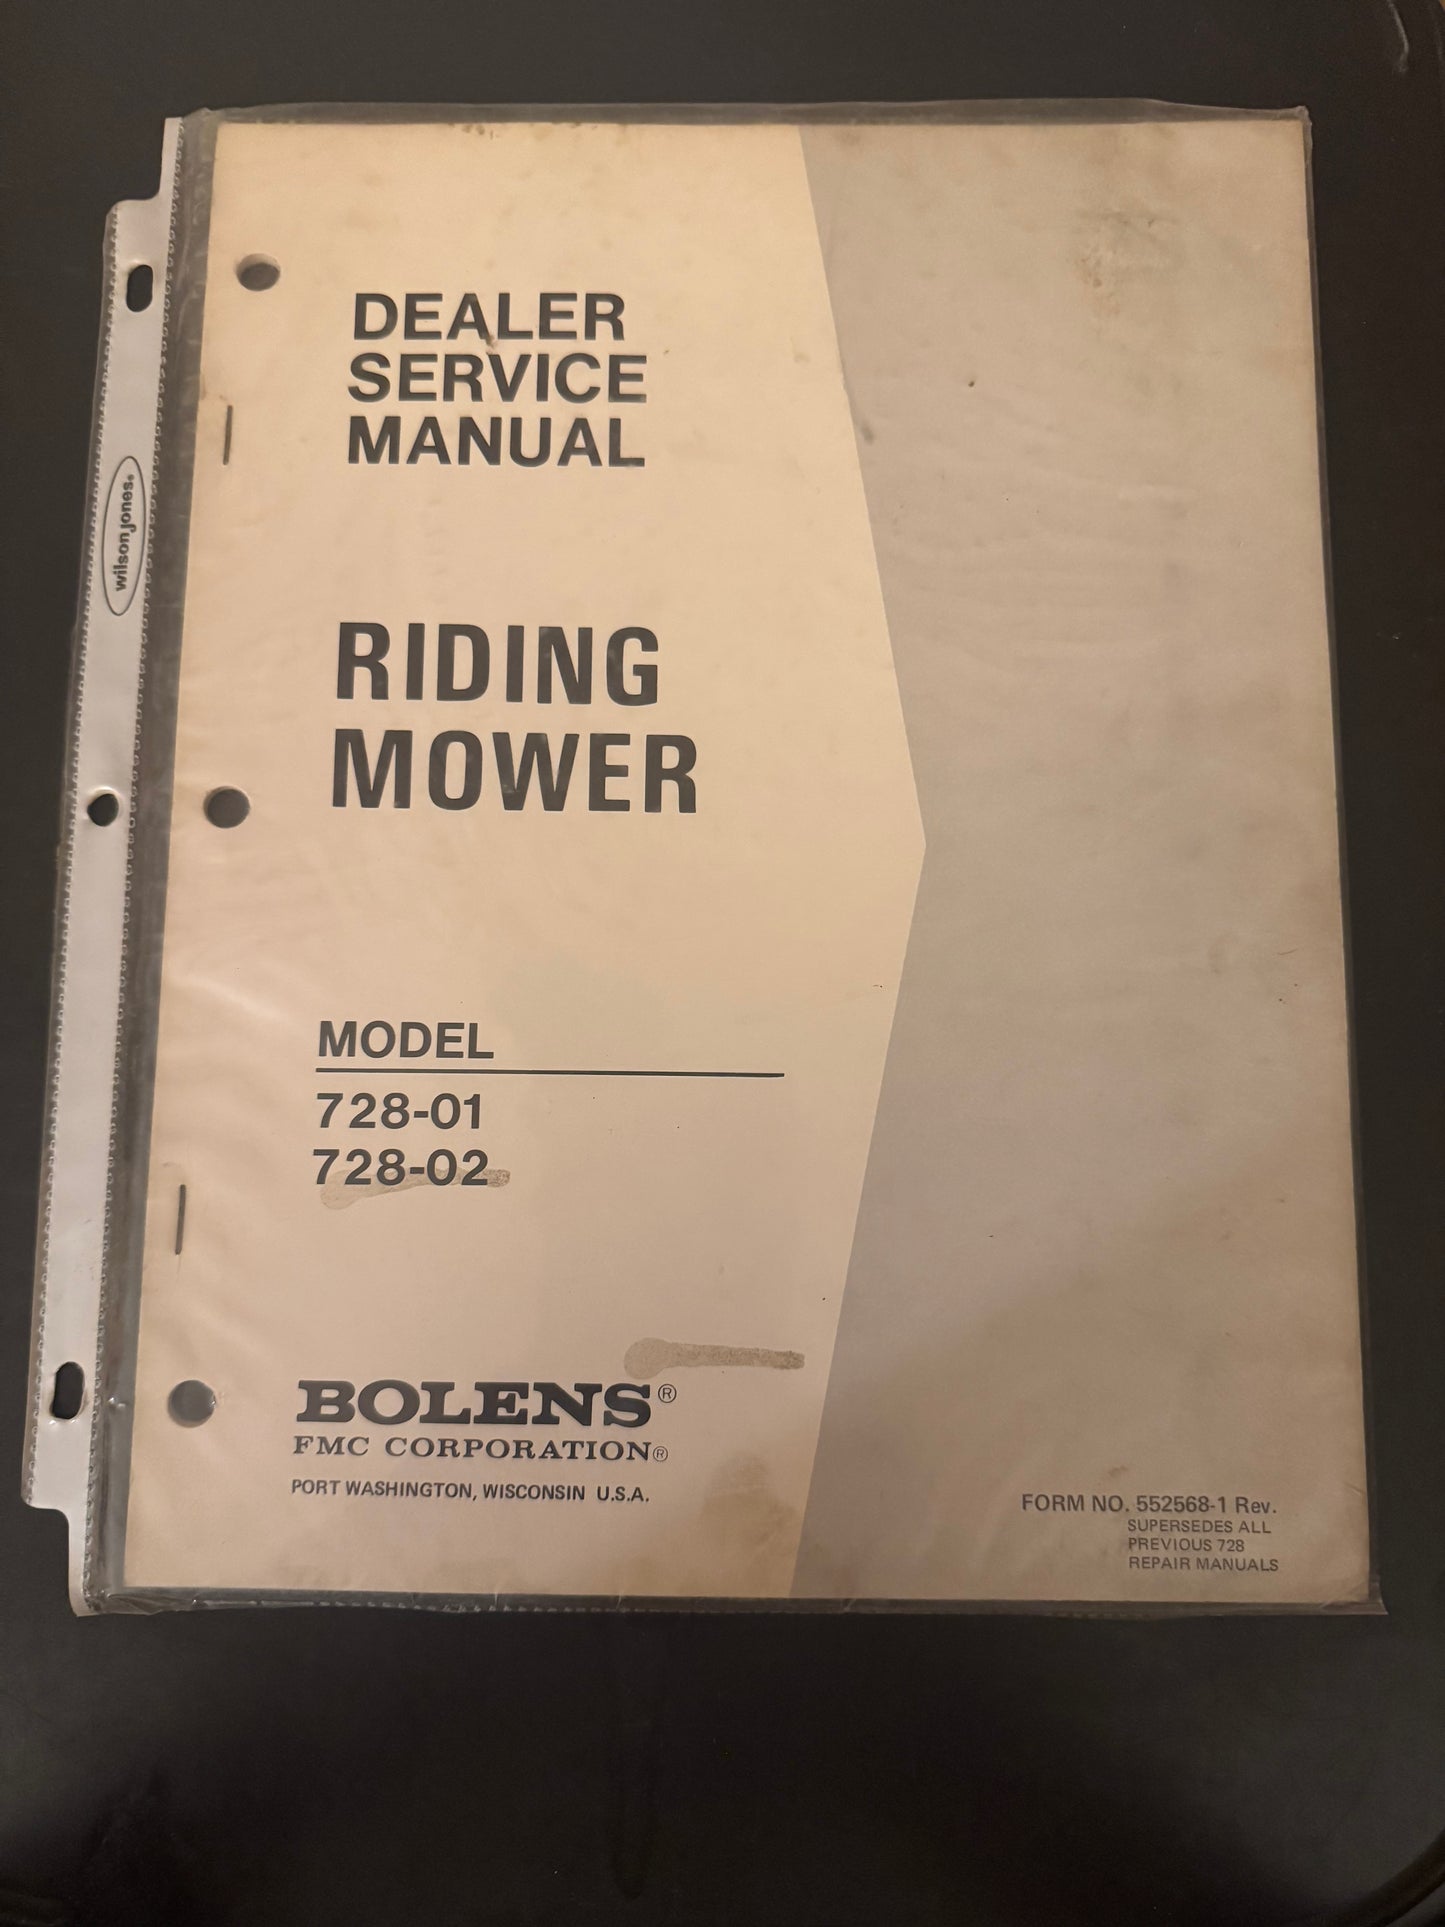 DEALER
SERVICE
MANUAL
wilson jones®
RIDING
MOWER
MODEL
728-01
728-02
BOLENS®
FMC CORPORATION®
PORT WASHINGTON, WISCONSIN U.S.A.
FORM NO. 552568-1 Rev.
SUPERSEDES ALL
PREVIOUS 728
REPAIR MANUALS